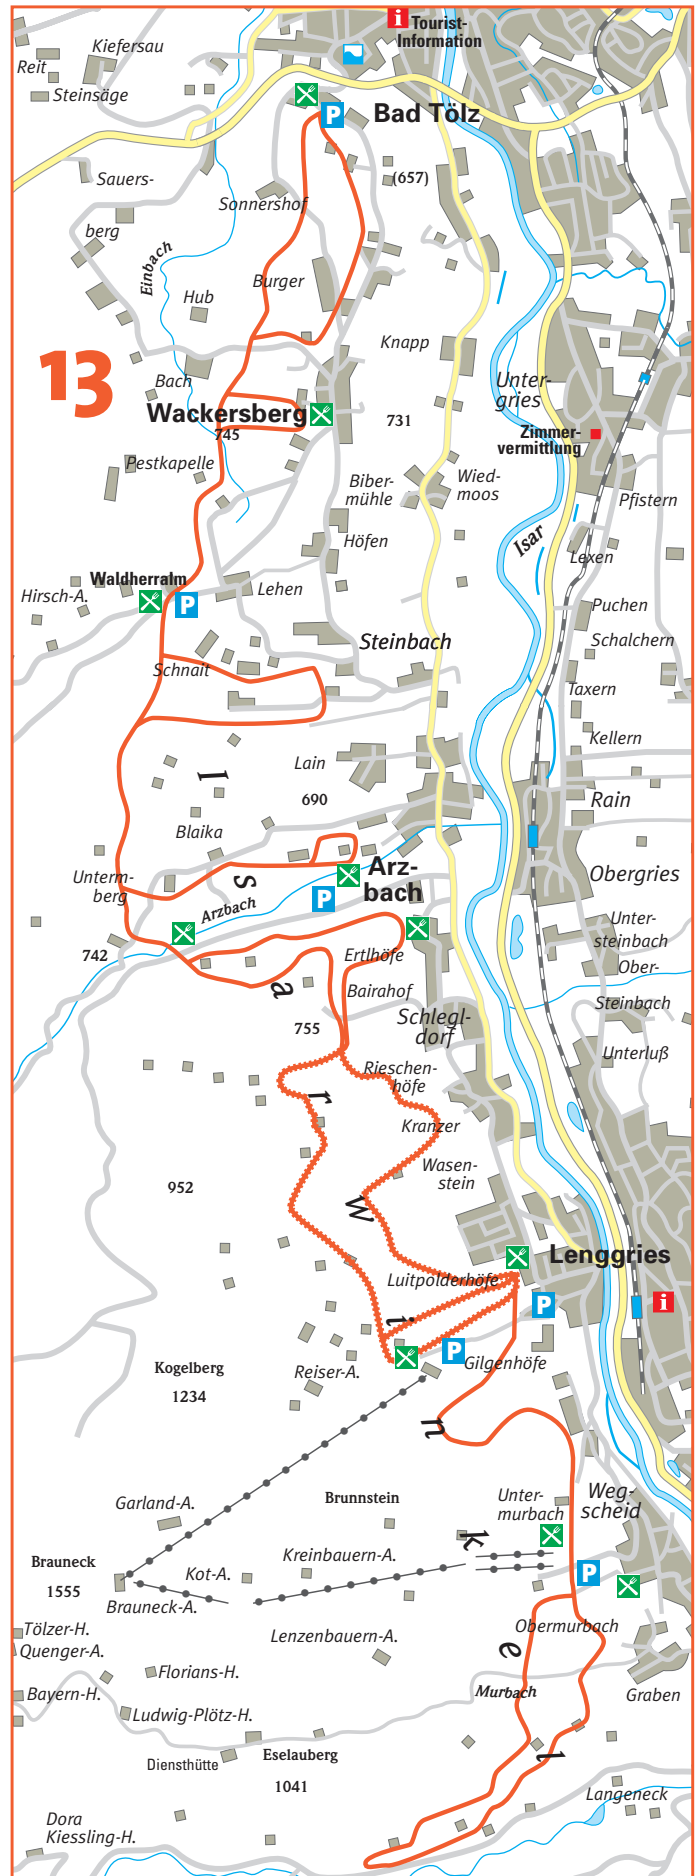 i Tourist-
Information
Kiefersau
Reit
Steinsäge
P
Bad Tölz
(657)
Sauers-
berg
Sonnershof
Einbach
Burger
Hub
13
Knapp
Bach
Unter-
gries
Wackersberg
745
731
Zimmer-
vermittlung
Pestkapelle
Biber-
mühle
Wied-
moos
Pfistern
Isar
Höfen
Lexen
Waldherralm
P
Hirsch-A.
Lehen
Puchen
Steinbach
Schalchern
Schnait
Taxern
Kellern
Lain
690
Rain
Blaika
Unterm-
berg
Arz-
bach
P
Arzbach
Obergries
Unter-
steinbach
742
Ertlhöfe
Ober-
Steinbach
Bairahof
755
Schlegl-
dorf
Unterluß
Rieschen-
höfe
Kranzer
Wasen-
stein
952
Isarwinkel
Lenggries
Luitpolderhöfe
P
i
P
Gilgenhöfe
Reiser-A.
Kogelberg
1234
Garland-A.
Brunnstein
Unter-
murbach
Weg-
scheid
Brauneck
1555
Kot-A.
Kreinbauern-A.
P
Brauneck-A.
Tölzer-H.
Quenger-A.
Lenzenbauern-A.
Obermurbach
Florians-H.
Bayern-H.
Murbach
Graben
Ludwig-Plötz-H.
Diensthütte
Eselauberg
1041
Langeneck
Dora
Kiessling-H.